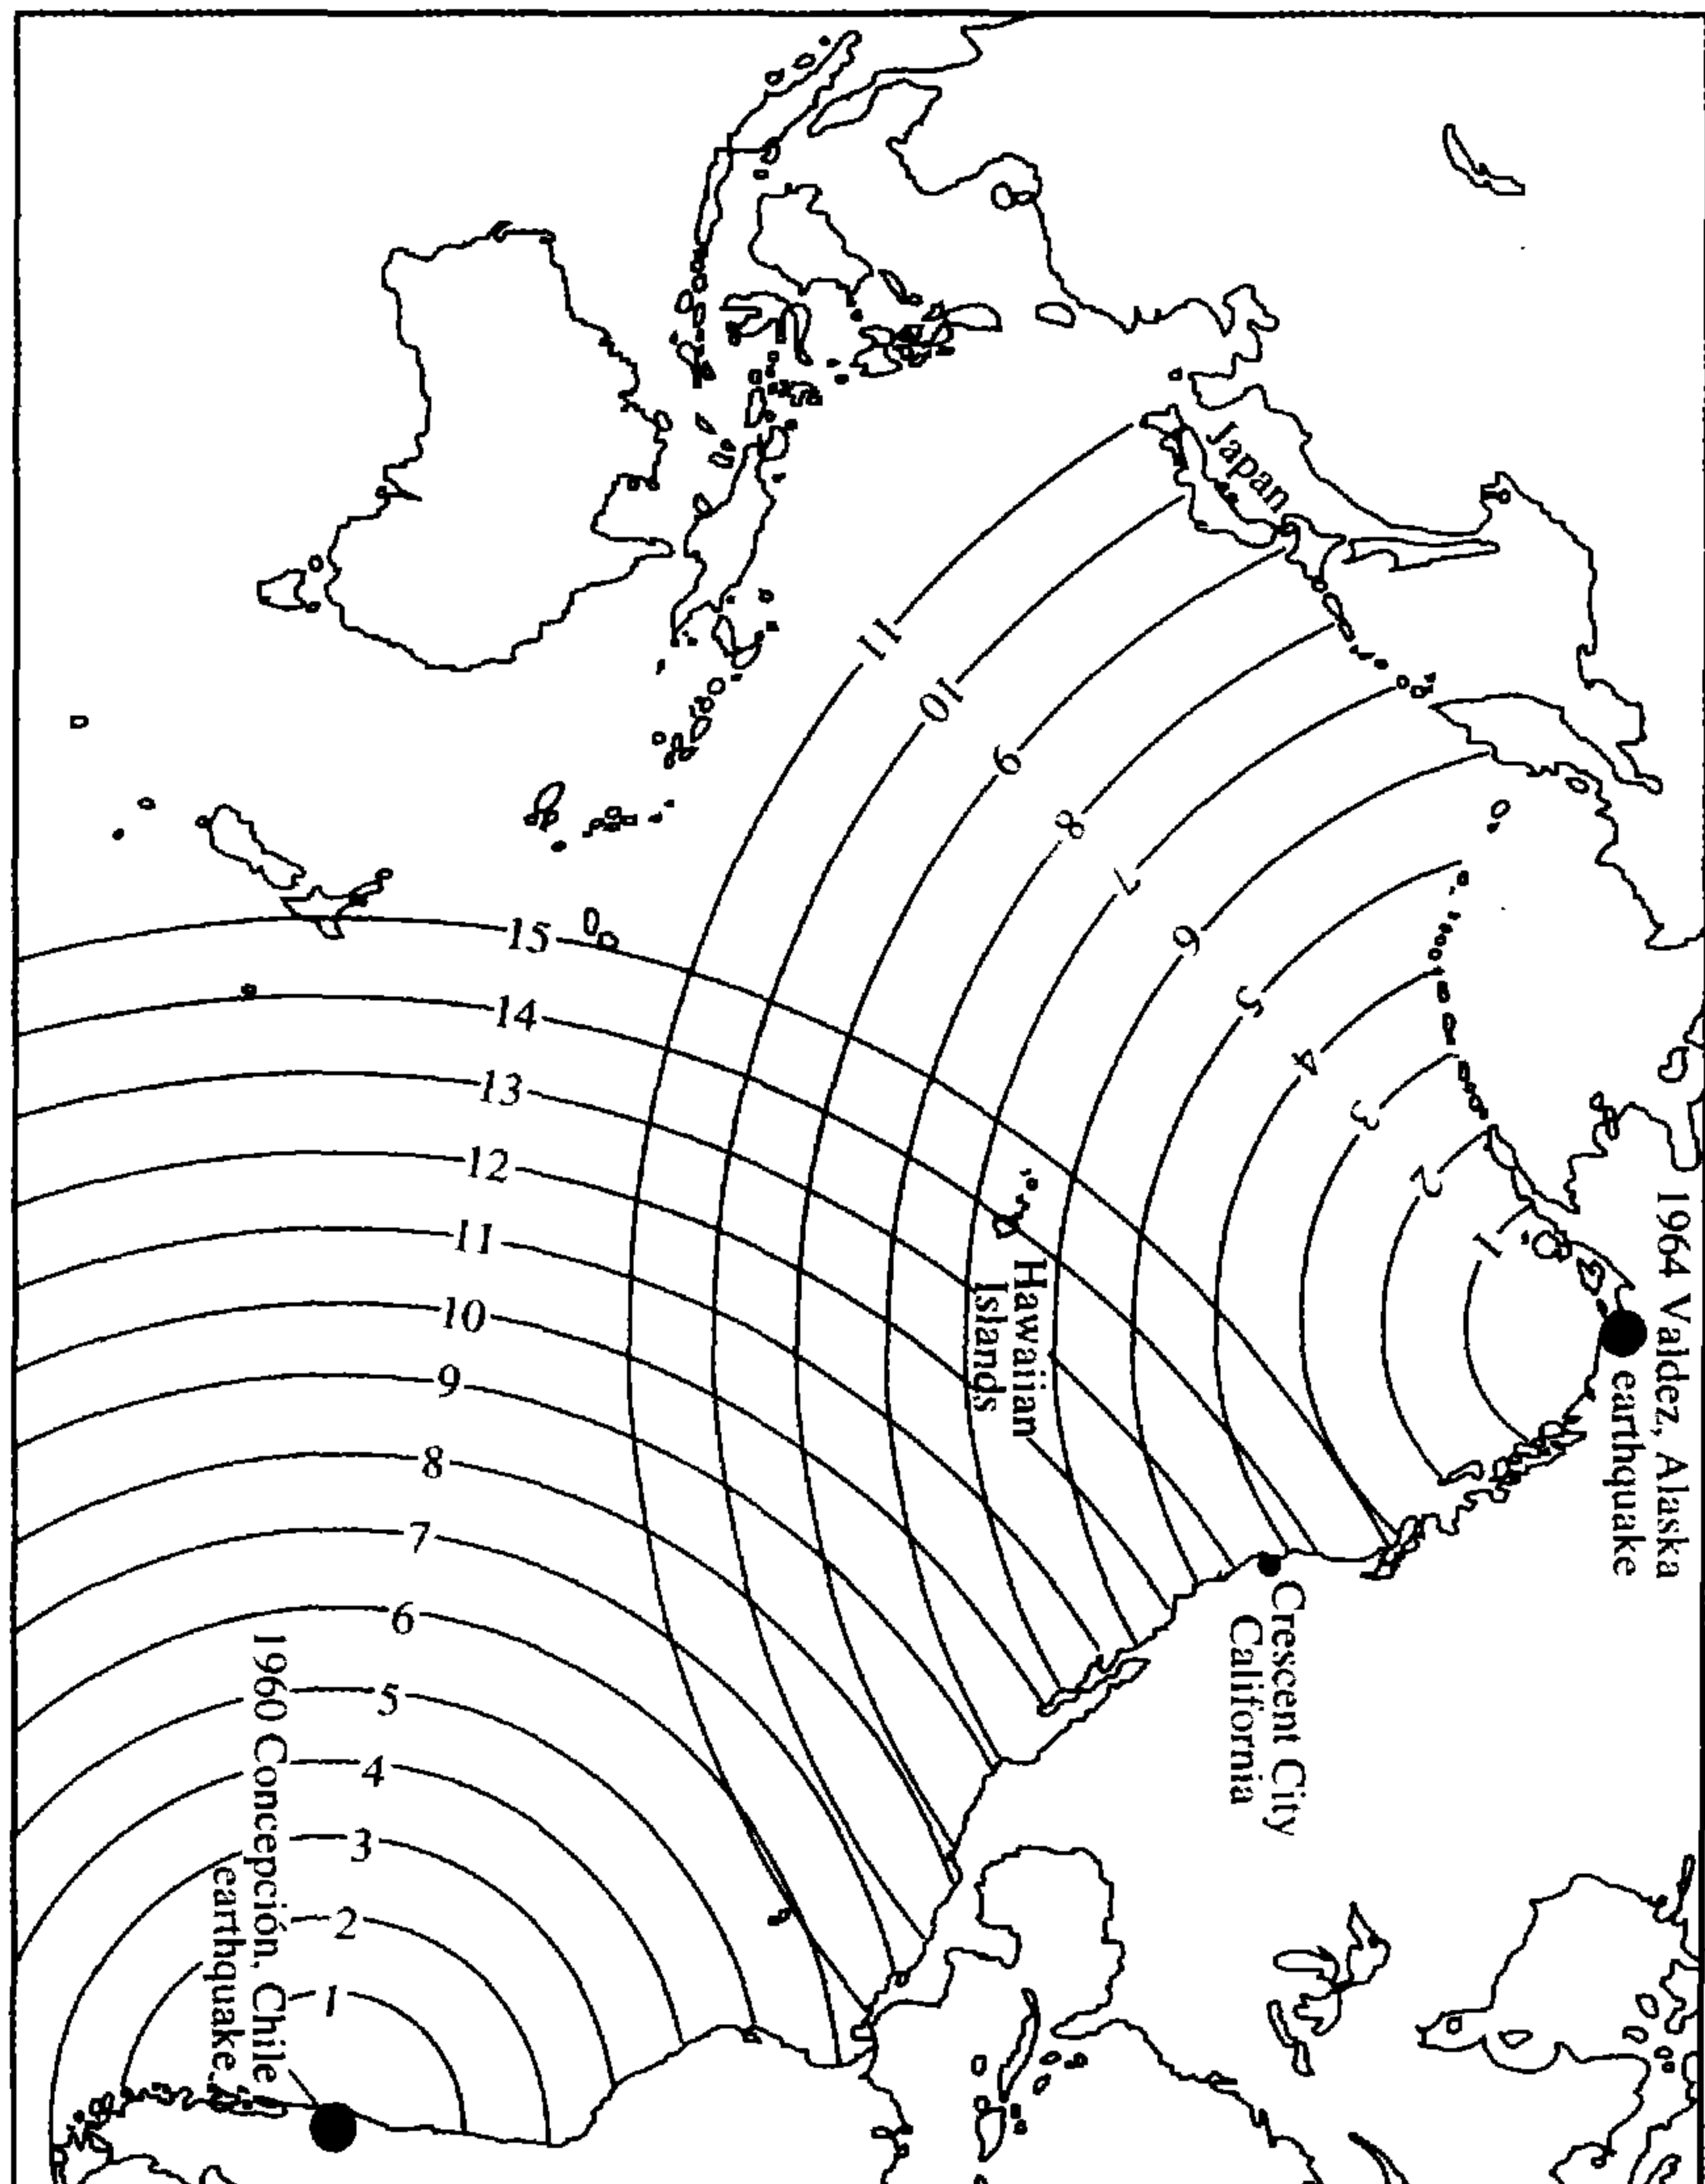 1964 Valdez, Alaska
earthquake
1
2
3
4
5
6
7
8
9
10
11
Japan
Hawaiian
Islands
Crescent City
California
15
14
13
12
11
10
9
8
7
6
5
4
3
2
1
1960 Concepción, Chile
earthquake